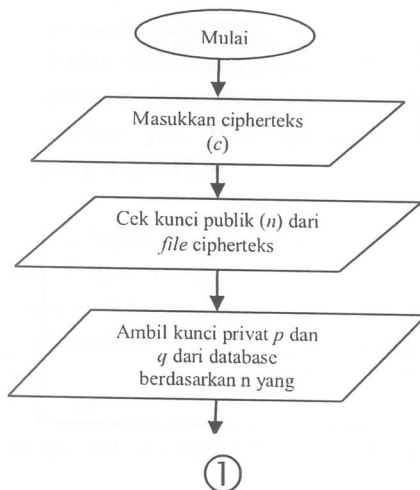 Mulai
Masukkan cipherteks
(c)
Cek kunci publik (n) dari
file cipherteks
Ambil kunci privat p dan
q dari database
berdasarkan n yang
1